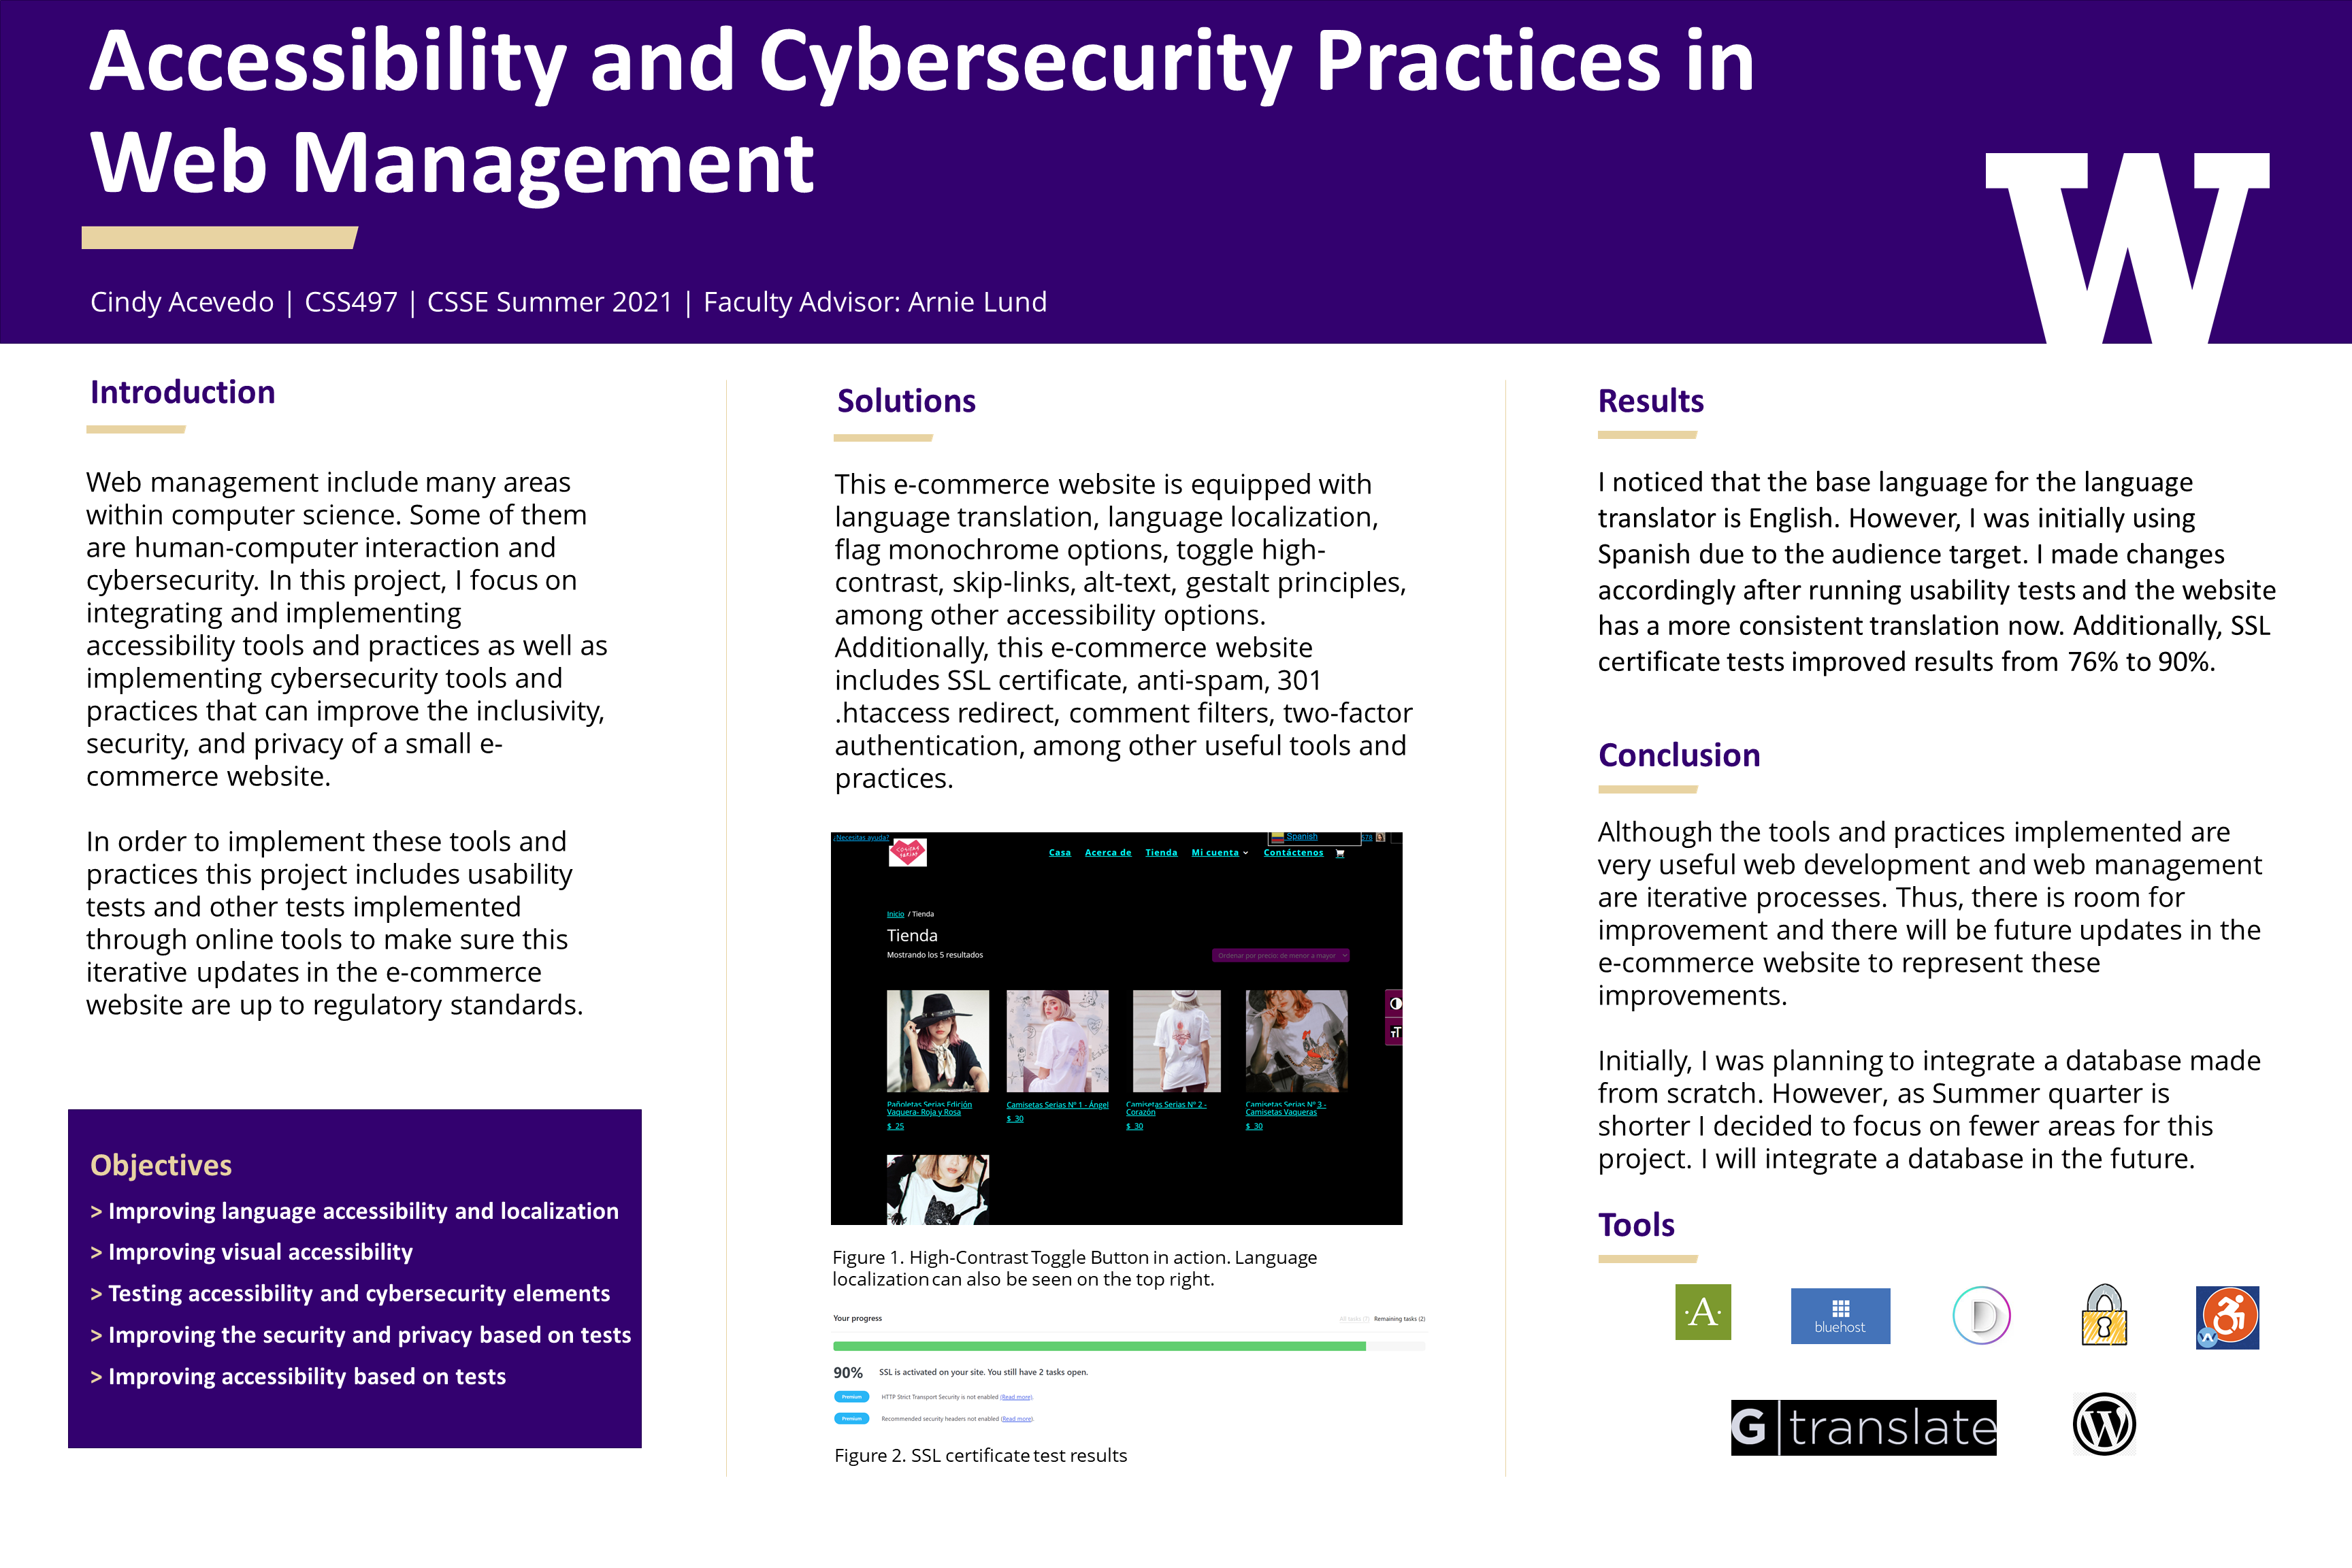 Accessibility and Cybersecurity Practices in
Web Management
Cindy Acevedo | CSS497 | CSSE Summer 2021 | Faculty Advisor: Arnie Lund
W
Introduction
Web management include many areas
within computer science. Some of them
are human-computer interaction and
cybersecurity. In this project, I focus on
integrating and implementing
accessibility tools and practices as well as
implementing cybersecurity tools and
practices that can improve the inclusivity,
security, and privacy of a small e-
commerce website.
In order to implement these tools and
practices this project includes usability
tests and other tests implemented
through online tools to make sure this
iterative updates in the e-commerce
website are up to regulatory standards.
Objectives
> Improving language accessibility and localization
> Improving visual accessibility
> Testing accessibility and cybersecurity elements
> Improving the security and privacy based on tests
> Improving accessibility based on tests
Solutions
This e-commerce website is equipped with
language translation, language localization,
flag monochrome options, toggle high-
contrast, skip-links, alt-text, gestalt principles,
among other accessibility options.
Additionally, this e-commerce website
includes SSL certificate, anti-spam, 301
.htaccess redirect, comment filters, two-factor
authentication, among other useful tools and
practices.
¿Necesitas ayuda?
Spanish
578
Casa Acerca de Tienda Mi cuenta Contáctenos
Inicio / Tienda
Tienda
Mostrando los 5 resultados
Ordenar por precio: de menor a mayor
Pañoletas Serias Edición
Vaquera- Roja y Rosa
$ 25
Camisetas Serias Nº 1 - Ángel
$ 30
Camisetas Serias Nº 2 -
Corazón
$ 30
Camisetas Serias Nº 3 -
Camisetas Vaqueras
$ 30
TT
Figure 1. High-Contrast Toggle Button in action. Language
localization can also be seen on the top right.
Your progress
All tasks (7) Remaining tasks (2)
90% SSL is activated on your site. You still have 2 tasks open.
Premium HTTP Strict Transport Security is not enabled (Read more).
Premium Recommended security headers not enabled (Read more).
Figure 2. SSL certificate test results
Results
I noticed that the base language for the language
translator is English. However, I was initially using
Spanish due to the audience target. I made changes
accordingly after running usability tests and the website
has a more consistent translation now. Additionally, SSL
certificate tests improved results from 76% to 90%.
Conclusion
Although the tools and practices implemented are
very useful web development and web management
are iterative processes. Thus, there is room for
improvement and there will be future updates in the
e-commerce website to represent these
improvements.
Initially, I was planning to integrate a database made
from scratch. However, as Summer quarter is
shorter I decided to focus on fewer areas for this
project. I will integrate a database in the future.
Tools
·A·
bluehost
D
G|translate
W